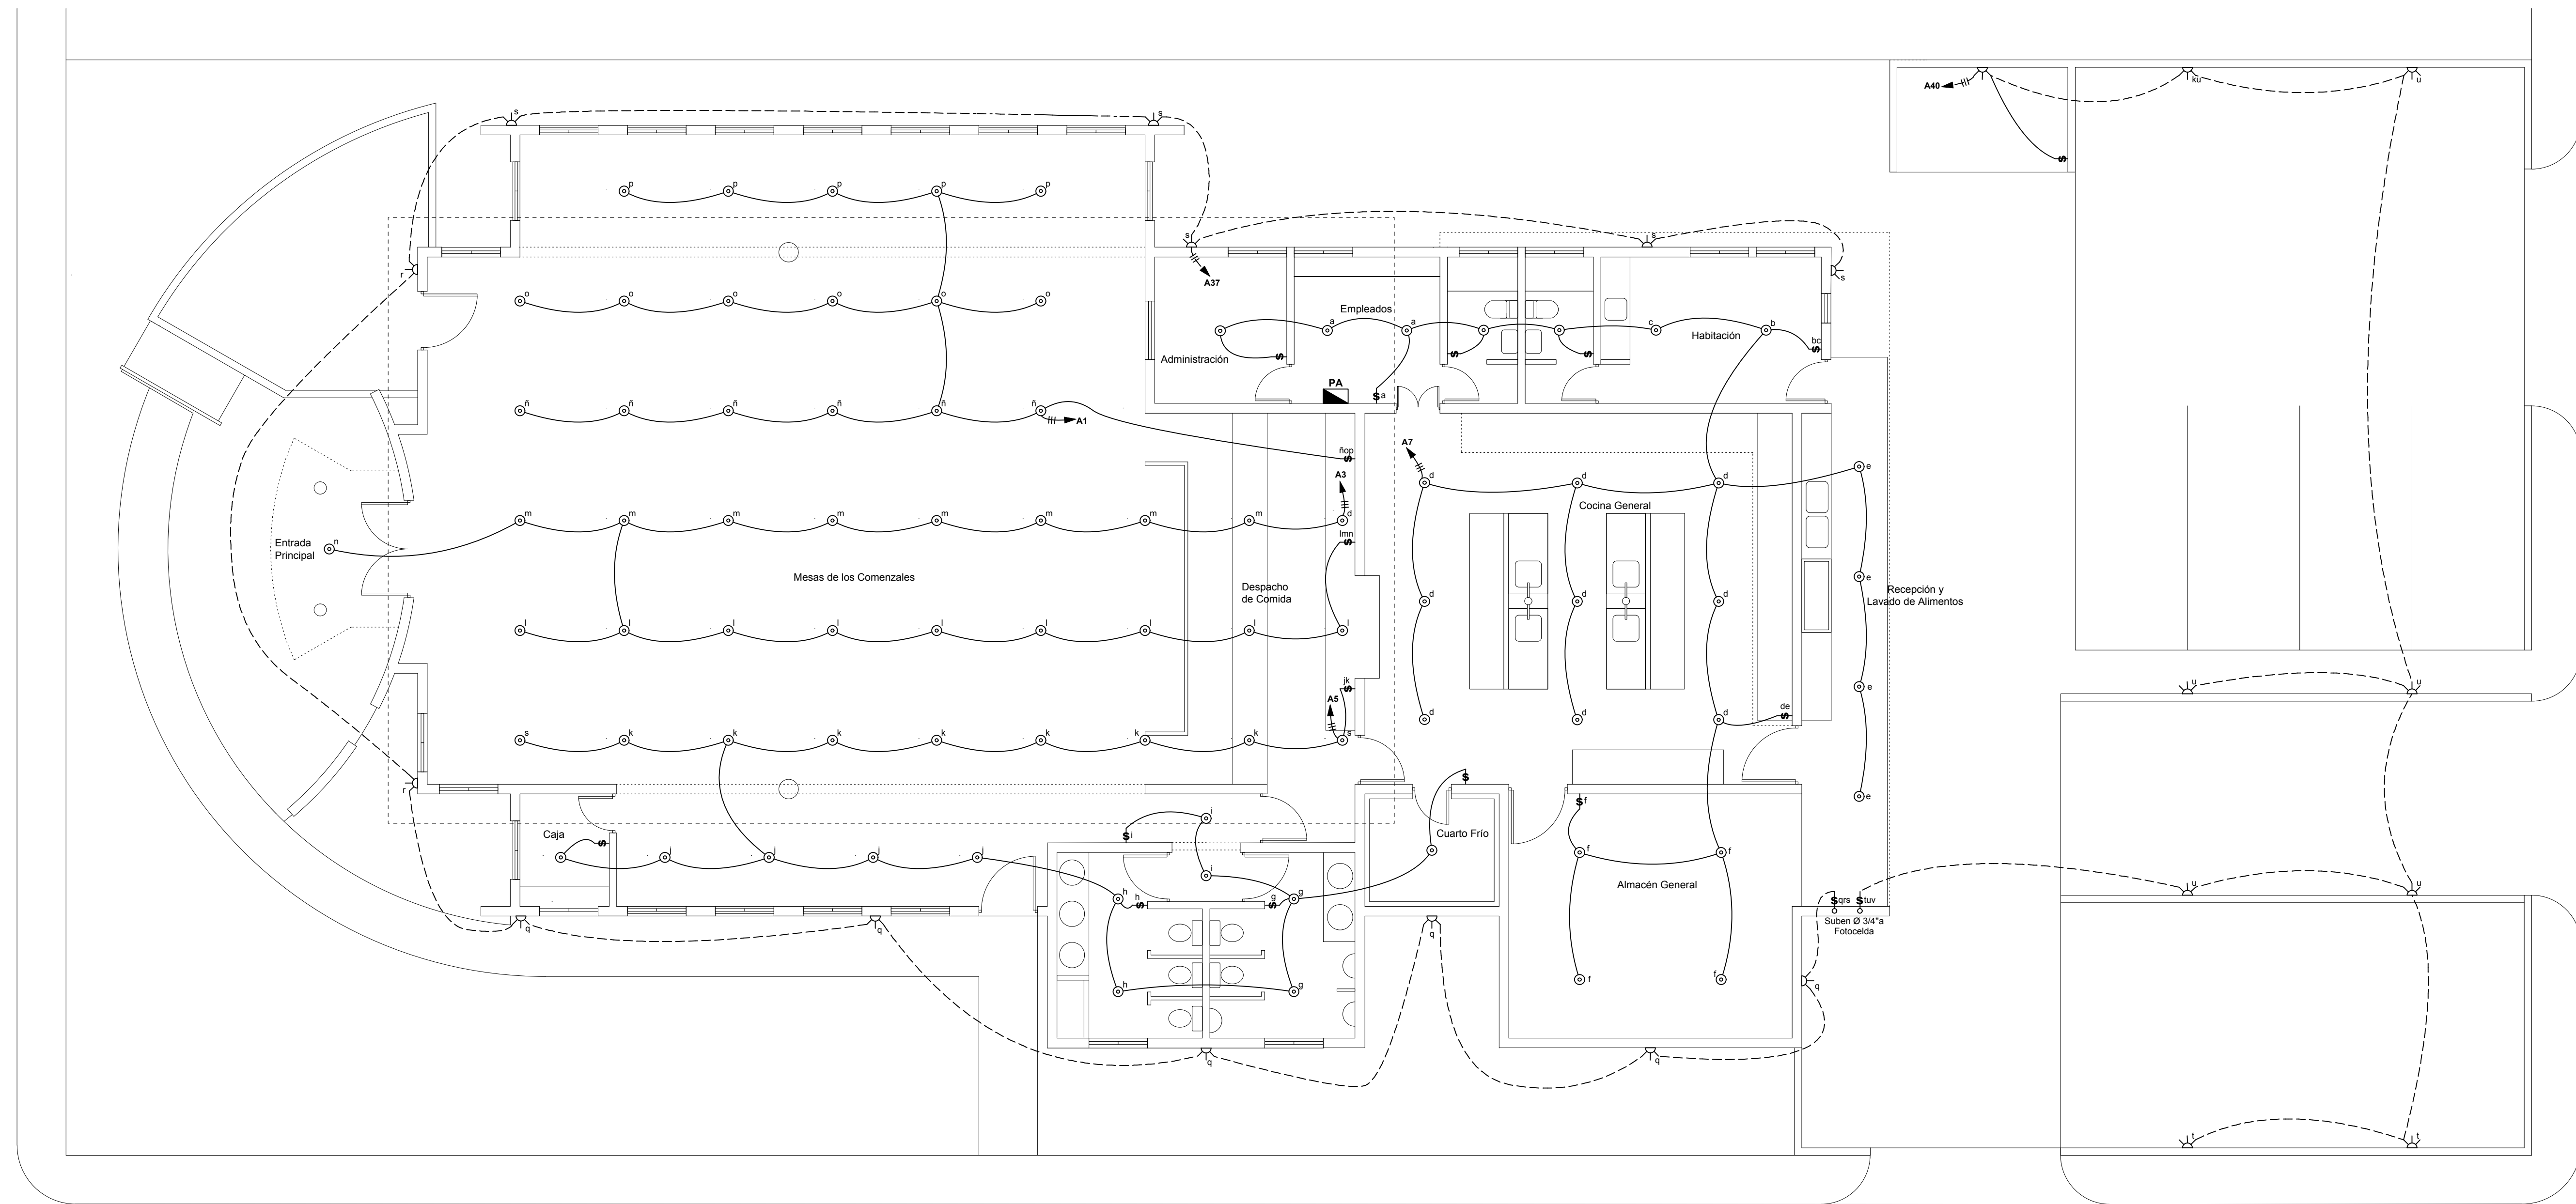 ku
u
A40
s
s
p
p
p
p
p
s
s
r
s
A37
o
o
o
o
o
o
Empleados
a
a
c
b
Habitación
bc
Administración
PA
a
ñ
ñ
ñ
ñ
ñ
ñ
A1
ñop
A7
A3
d
d
d
e
m
m
m
m
m
m
m
m
d
Cocina General
lmn
n
Entrada
Principal
Mesas de los Comenzales
e
Despacho
de Comida
d
d
d
Recepción y
Lavado de Alimentos
l
l
l
l
l
l
l
l
l
jk
A5
u
u
e
de
d
d
d
s
k
k
k
k
k
k
k
s
r
e
f
i
Caja
i
Cuarto Frío
j
j
j
j
i
f
f
Almacén General
u
u
h
h
g
g
qrs
tuv
Suben Ø 3/4"a
Fotocelda
q
q
q
h
g
f
f
q
q
q
t
t